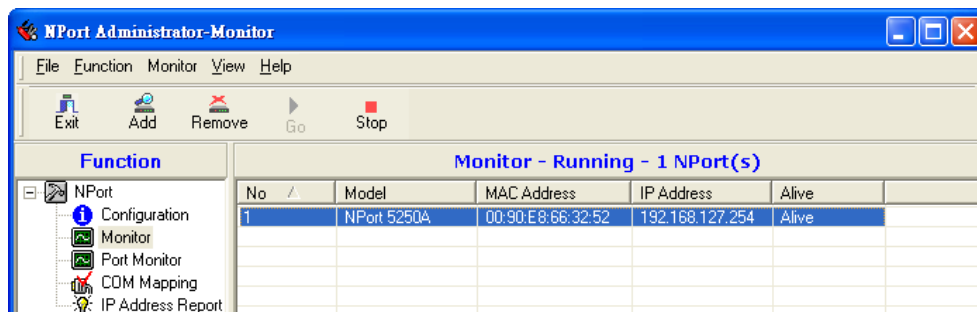 NPort Administrator-Monitor
File Function Monitor View Help
Exit Add Remove Go Stop
Function
Monitor - Running - 1 NPort(s)
NPort
Configuration
Monitor
Port Monitor
COM Mapping
IP Address Report
No Model MAC Address IP Address Alive
1 NPort 5250A 00:90:E8:66:32:52 192.168.127.254 Alive